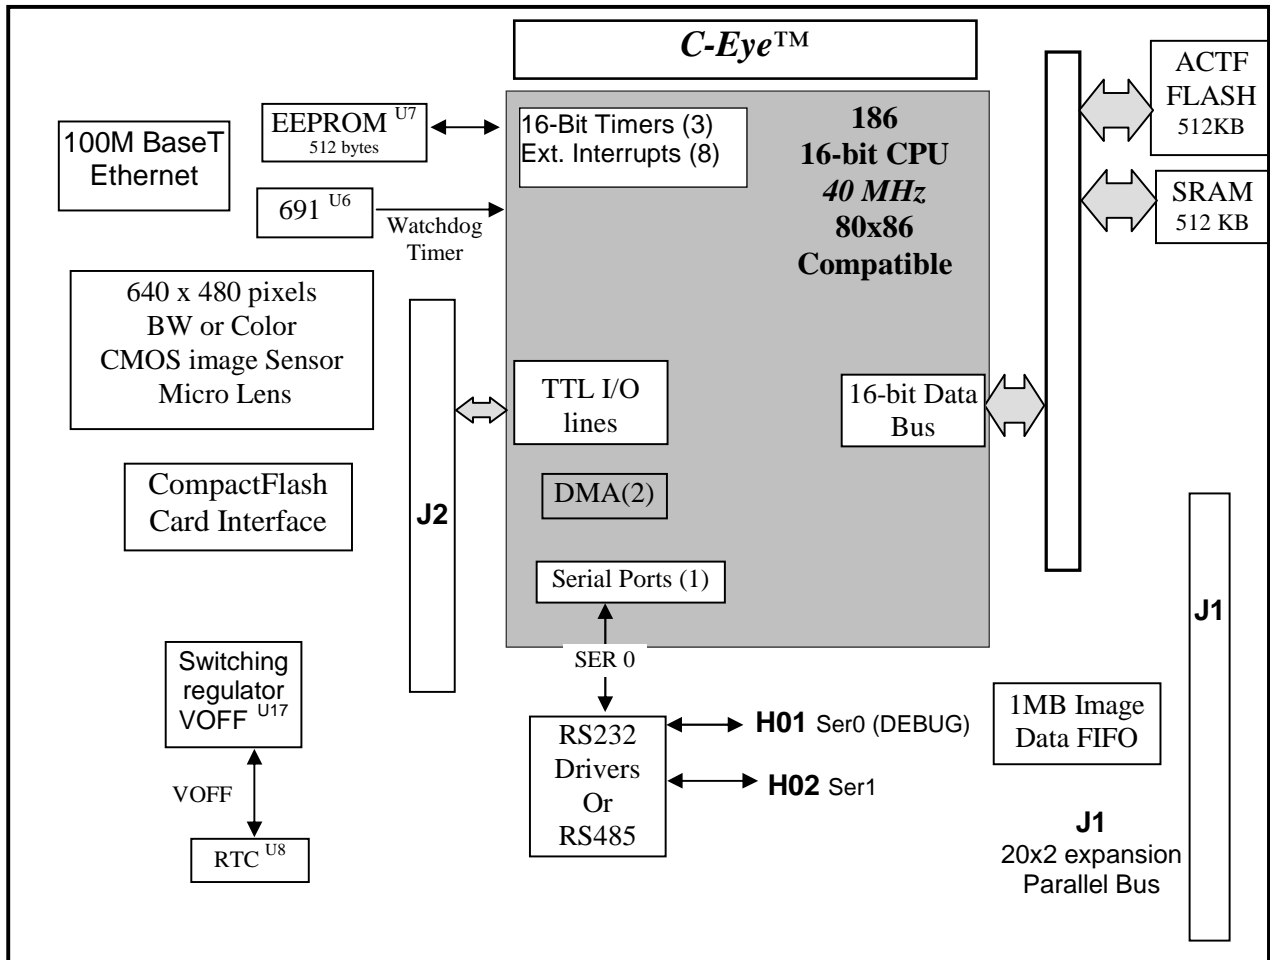 C-Eye™
ACTF
FLASH
512KB
EEPROM U7
512 bytes
16-Bit Timers (3)
Ext. Interrupts (8)
186
16-bit CPU
40 MHz
80x86
Compatible
100M BaseT
Ethernet
691 U6
Watchdog
Timer
SRAM
512 KB
640 x 480 pixels
BW or Color
CMOS image Sensor
Micro Lens
TTL I/O
lines
16-bit Data
Bus
CompactFlash
Card Interface
J2
DMA(2)
Serial Ports (1)
J1
SER 0
Switching
regulator
VOFF U17
VOFF
RTC U8
RS232
Drivers
Or
RS485
H01 Ser0 (DEBUG)
H02 Ser1
1MB Image
Data FIFO
J1
20x2 expansion
Parallel Bus